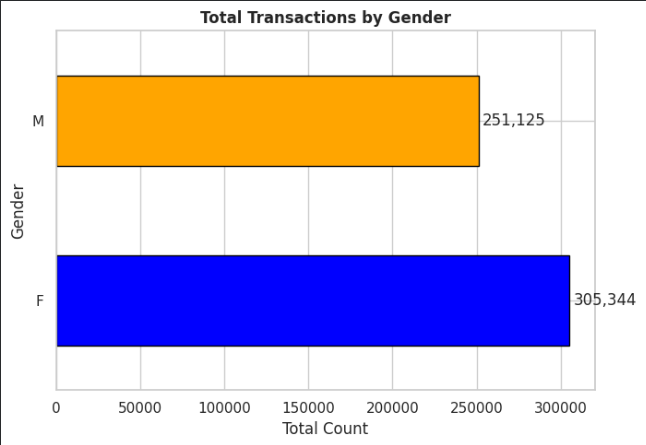 Total Transactions by Gender
M
251,125
Gender
F
305,344
0 50000 100000 150000 200000 250000 300000
Total Count